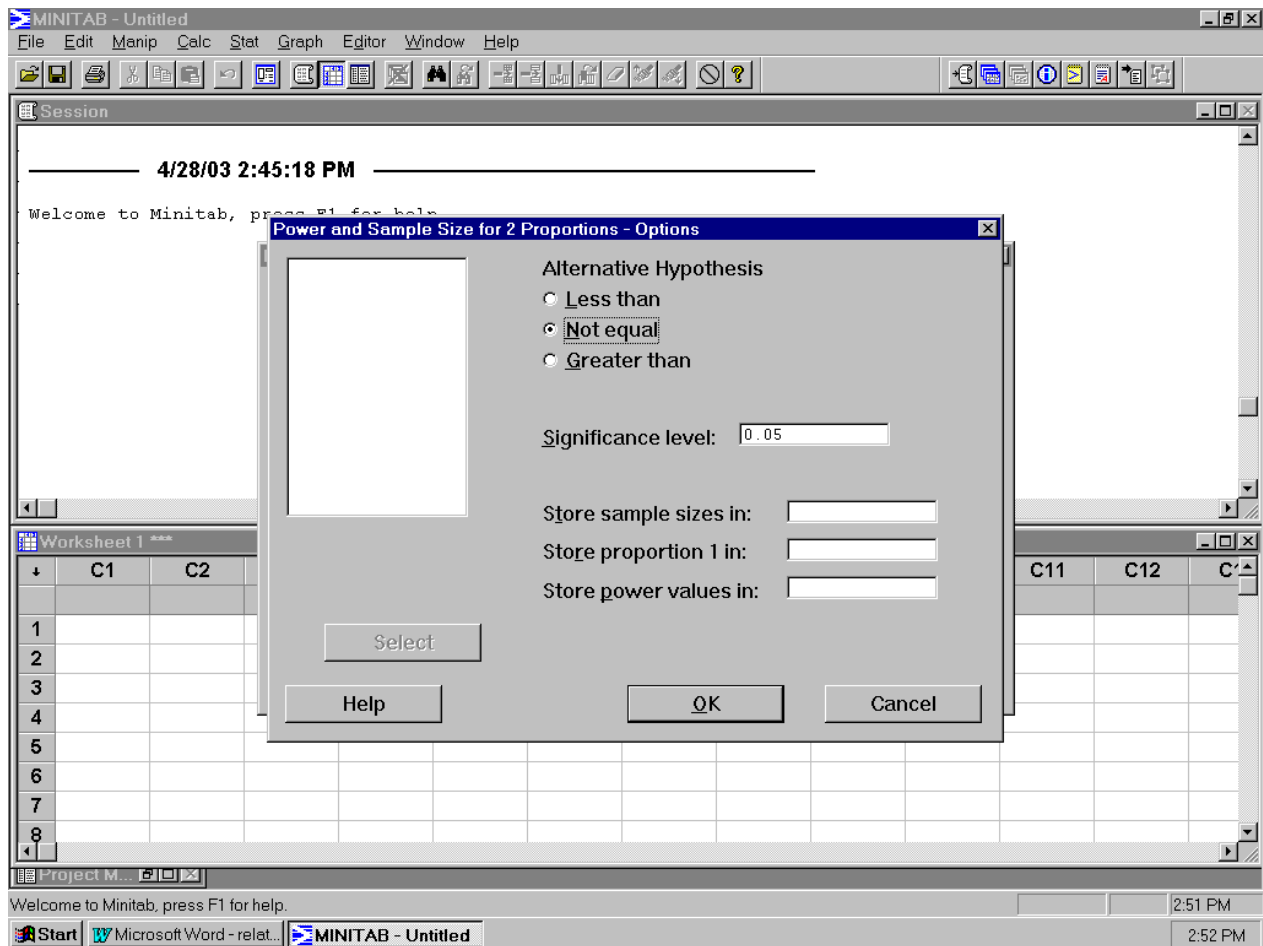 MINITAB - Untitled
File Edit Manip Calc Stat Graph Editor Window Help
Session
4/28/03 2:45:18 PM
Welcome to Minitab, press F1 for help
Power and Sample Size for 2 Proportions - Options
Alternative Hypothesis
Less than
Not equal
Greater than
Significance level: 0.05
Store sample sizes in:
Store proportion 1 in:
Store power values in:
Select
Help OK Cancel
Worksheet 1 ***
C1 C2 C11 C12 C
1
2
3
4
5
6
7
8
Project M...
Welcome to Minitab, press F1 for help. 2:51 PM
Start Microsoft Word - relat... MINITAB - Untitled 2:52 PM